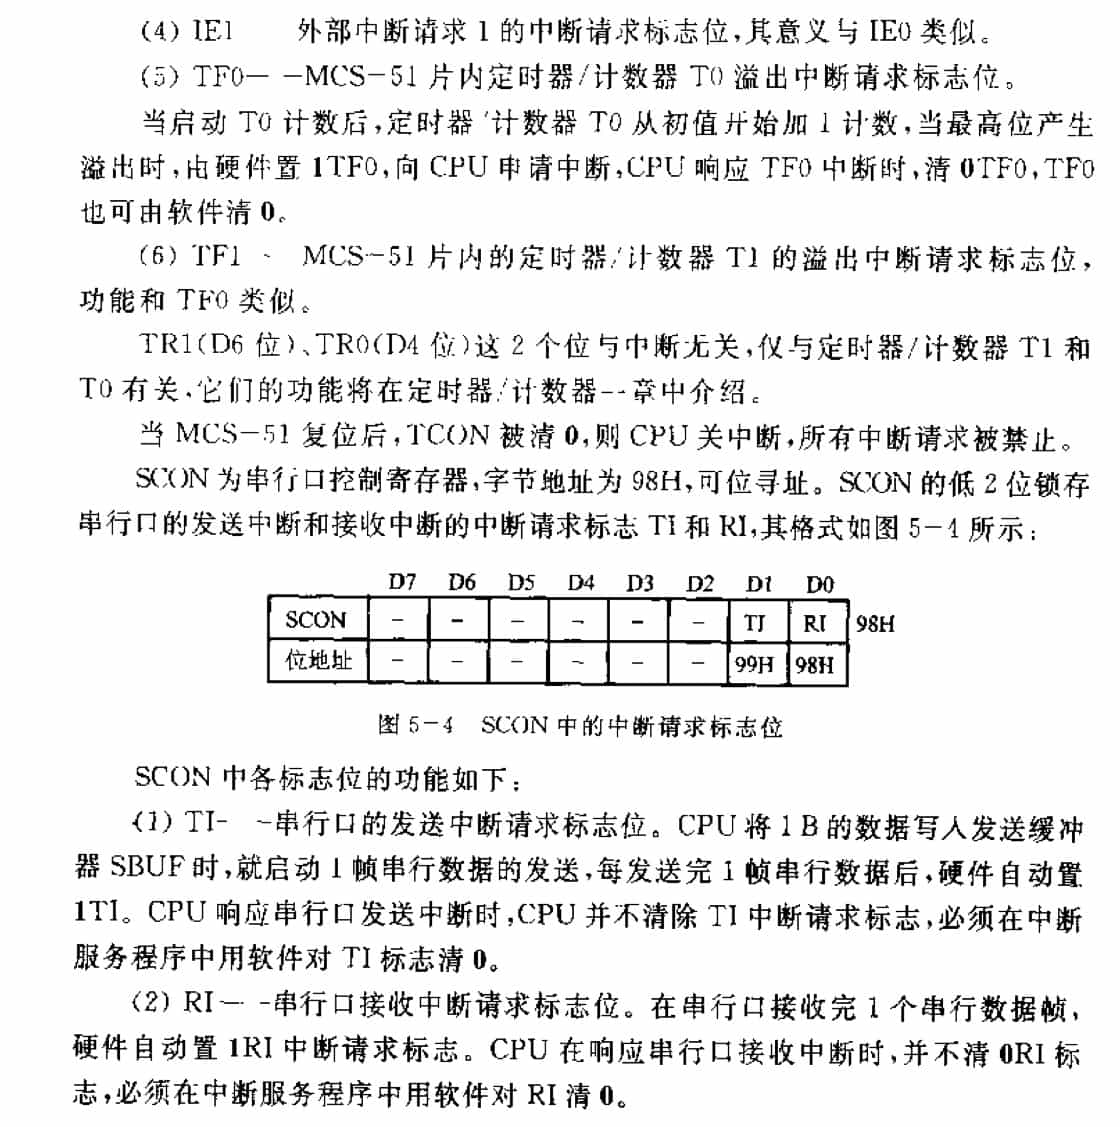 (4) IE1 外部中断请求 1 的中断请求标志位,其意义与 IE0 类似。
(5) TF0— —MCS—51 片内定时器/计数器 T0 溢出中断请求标志位。
当启动 T0 计数后,定时器/计数器 T0 从初值开始加 1 计数,当最高位产生
溢出时,由硬件置 1TF0,向 CPU 申请中断,CPU 响应 TF0 中断时,清 0TF0,TF0
也可由软件清 0。
(6) TF1 - MCS—51 片内的定时器/计数器 T1 的溢出中断请求标志位,
功能和 TF0 类似。
TR1(D6 位)、TR0(D4 位)这 2 个位与中断无关,仅与定时器/计数器 T1 和
T0 有关,它们的功能将在定时器/计数器一章中介绍。
当 MCS—51 复位后,TCON 被清 0,则 CPU 关中断,所有中断请求被禁止。
SCON 为串行口控制寄存器,字节地址为 98H,可位寻址。SCON 的低 2 位锁存
串行口的发送中断和接收中断的中断请求标志 TI 和 RI,其格式如图 5-4 所示:
D7 D6 D5 D4 D3 D2 D1 D0
SCON - - - - - - TI RI 98H
位地址 - - - - - - 99H 98H
图 5-4 SCON 中的中断请求标志位
SCON 中各标志位的功能如下:
(1) TI- -串行口的发送中断请求标志位。CPU 将 1 B 的数据写入发送缓冲
器 SBUF 时,就启动 1 帧串行数据的发送,每发送完 1 帧串行数据后,硬件自动置
1TI。CPU 响应串行口发送中断时,CPU 并不清除 TI 中断请求标志,必须在中断
服务程序中用软件对 TI 标志清 0。
(2) RI— -串行口接收中断请求标志位。在串行口接收完 1 个串行数据帧,
硬件自动置 1RI 中断请求标志。CPU 在响应串行口接收中断时,并不清 0RI 标
志,必须在中断服务程序中用软件对 RI 清 0。